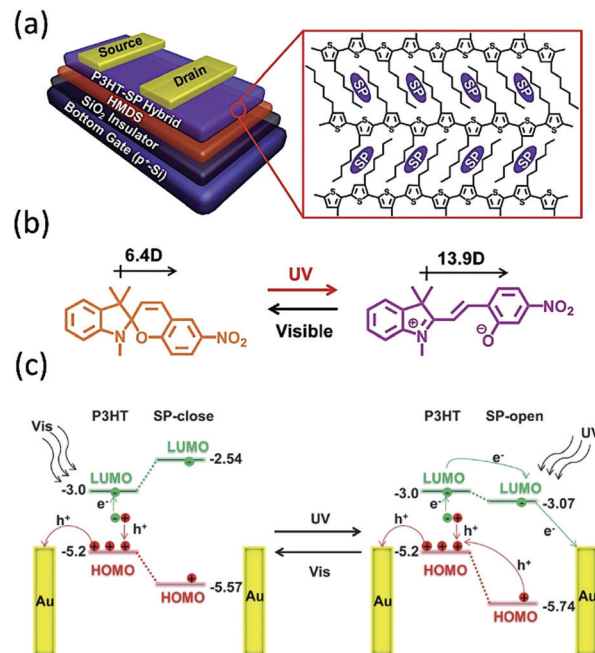 (a)
Source
Drain
P3HT-SP Hybrid
HMDS
SiO₂ Insulator
Bottom Gate (p⁺-Si)
S S S S S S S S
SP SP SP SP
S S S S S S S S
SP SP SP SP
S S S S S S S S
(b)
6.4D
UV
Visible
13.9D
N O NO₂
N ⊕ O ⊖ NO₂
(c)
Vis P3HT SP-close
LUMO -2.54
-3.0 LUMO
e⁻
h⁺ h⁺
-5.2
HOMO
HOMO -5.57
Au Au
UV
Vis
P3HT SP-open UV
e⁻
LUMO LUMO
-3.0 -3.07
e⁻ e⁻
h⁺ h⁺ h⁺
-5.2
HOMO
HOMO -5.74
Au Au